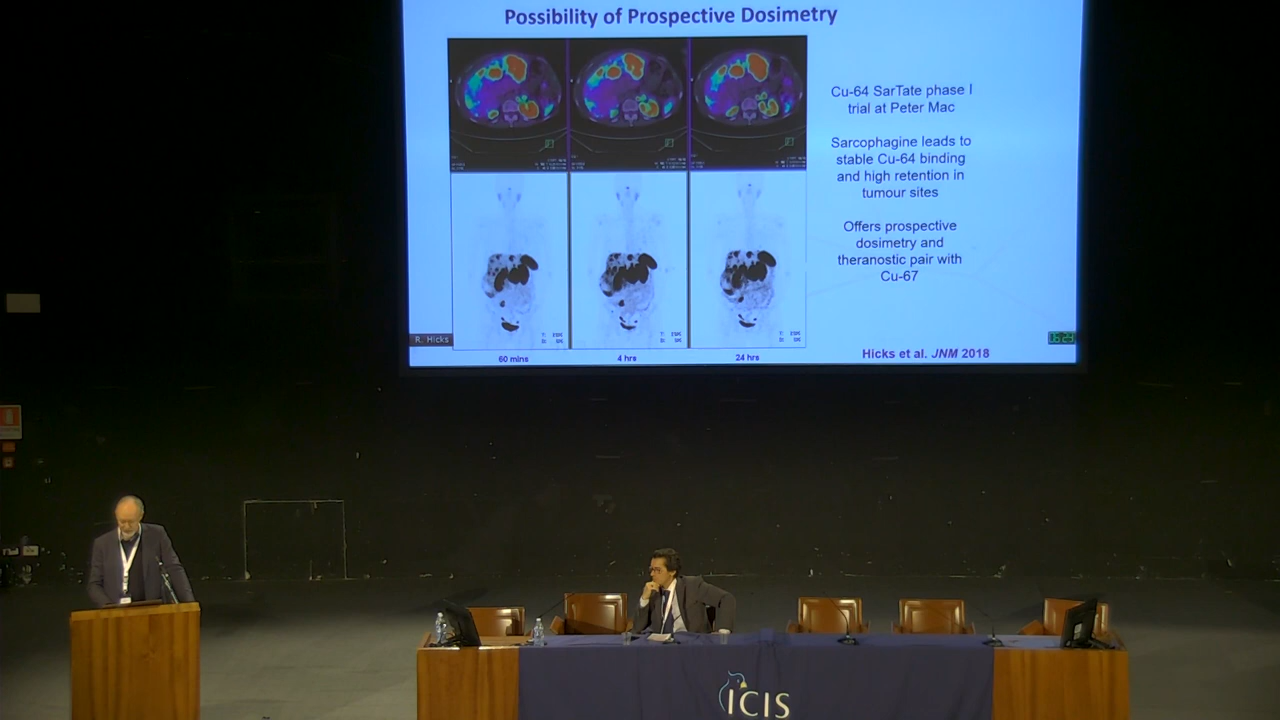 Possibility of Prospective Dosimetry
Cu-64 SarTate phase I
trial at Peter Mac
Sarcophagine leads to
stable Cu-64 binding
and high retention in
tumour sites
Offers prospective
dosimetry and
theranostic pair with
Cu-67
R. Hicks
60 mins
4 hrs
24 hrs
Hicks et al. JNM 2018
ICIS